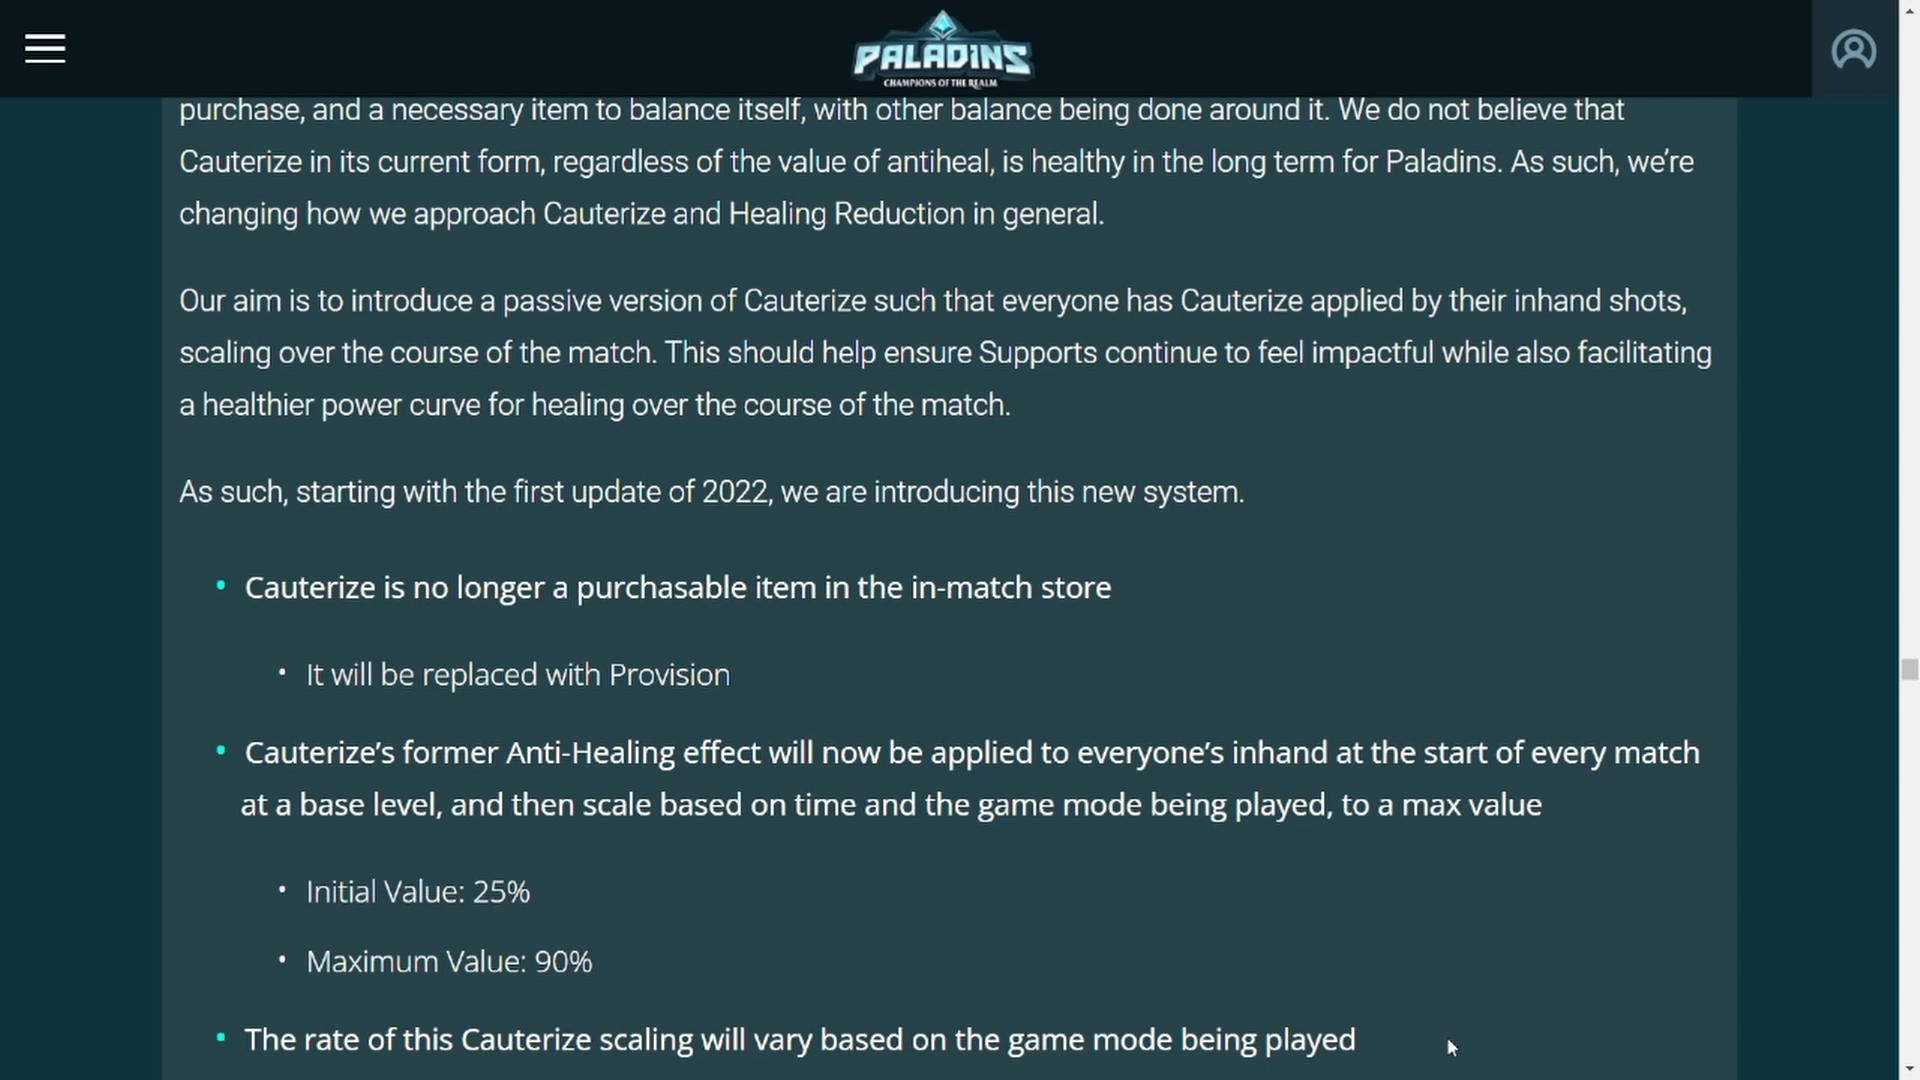 PALADINS
CHAMPIONS OF THE REALM
purchase, and a necessary item to balance itself, with other balance being done around it. We do not believe that
Cauterize in its current form, regardless of the value of antiheal, is healthy in the long term for Paladins. As such, we’re
changing how we approach Cauterize and Healing Reduction in general.
Our aim is to introduce a passive version of Cauterize such that everyone has Cauterize applied by their inhand shots,
scaling over the course of the match. This should help ensure Supports continue to feel impactful while also facilitating
a healthier power curve for healing over the course of the match.
As such, starting with the first update of 2022, we are introducing this new system.
• Cauterize is no longer a purchasable item in the in-match store
• It will be replaced with Provision
• Cauterize’s former Anti-Healing effect will now be applied to everyone’s inhand at the start of every match
at a base level, and then scale based on time and the game mode being played, to a max value
• Initial Value: 25%
• Maximum Value: 90%
• The rate of this Cauterize scaling will vary based on the game mode being played